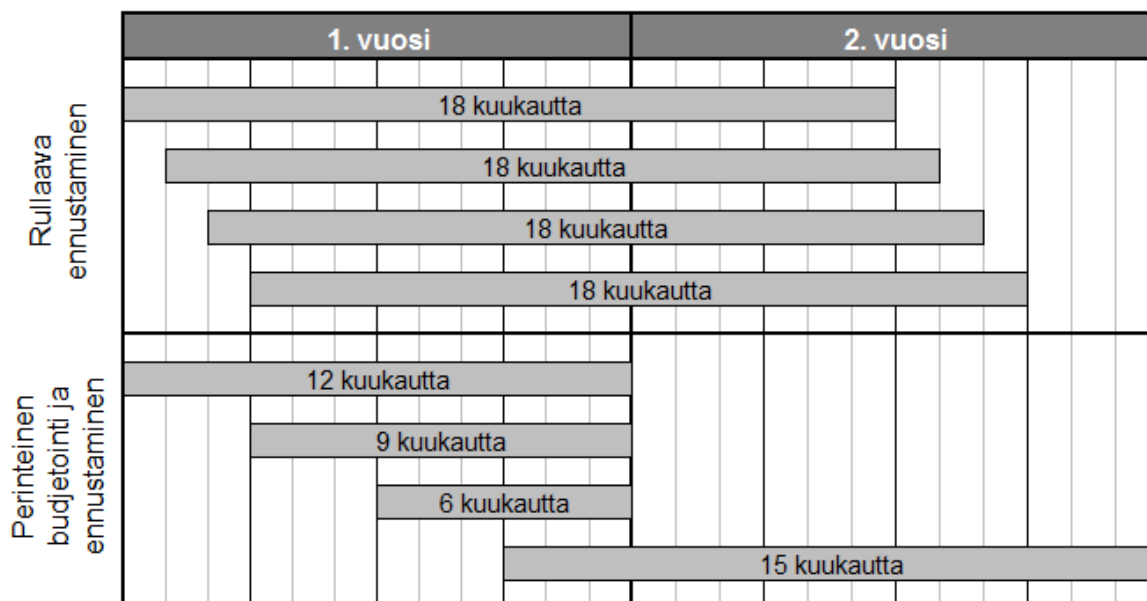 1. vuosi
2. vuosi
Rullaava
ennustaminen
18 kuukautta
18 kuukautta
18 kuukautta
18 kuukautta
Perinteinen
budjetointi ja
ennustaminen
12 kuukautta
9 kuukautta
6 kuukautta
15 kuukautta